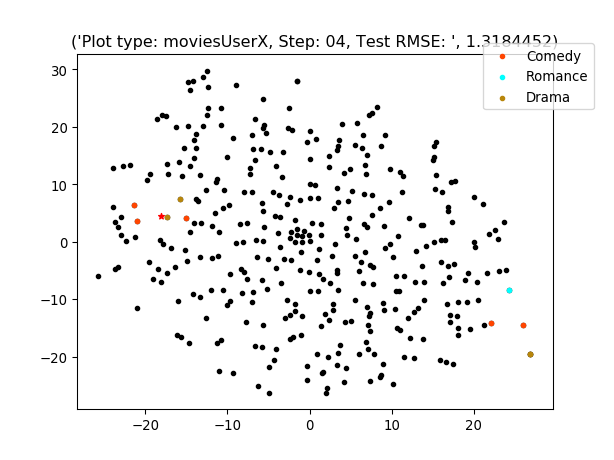 ('Plot type: moviesUserX, Step: 04, Test RMSE: ', 1.3184452)
Comedy
Romance
Drama
30
20
10
0
−10
−20
−20
−10
0
10
20